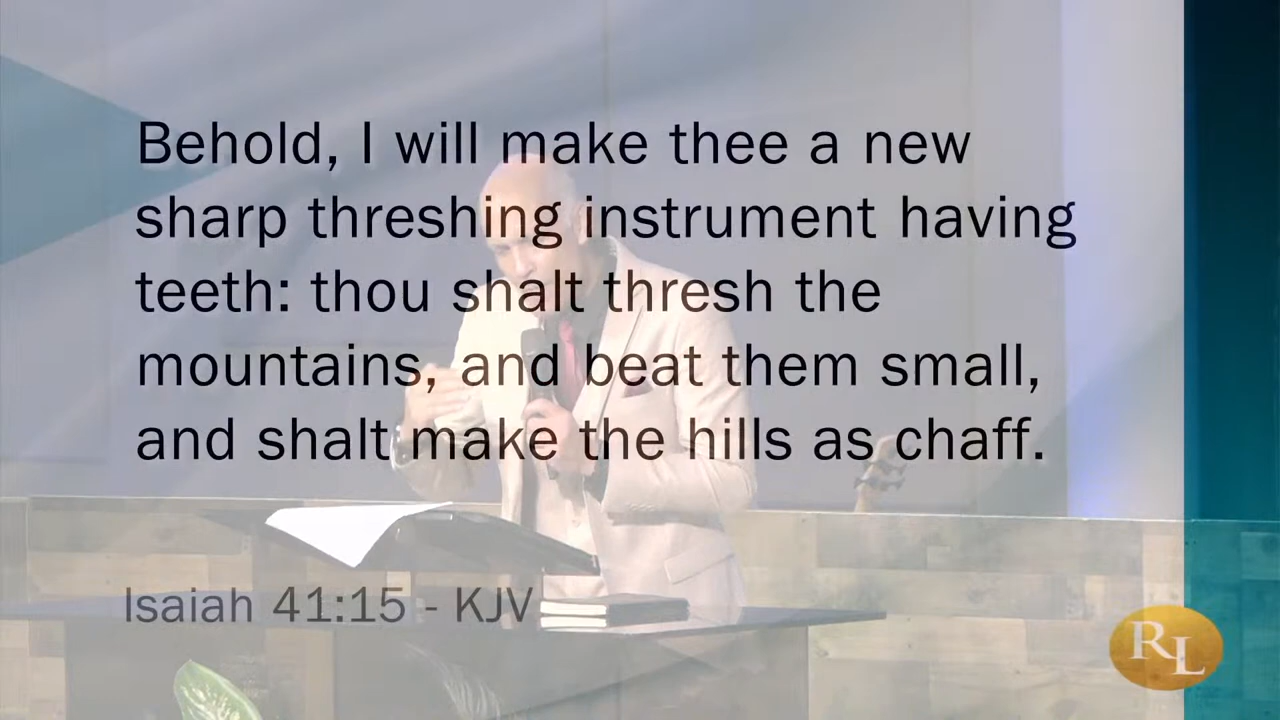 Behold, I will make thee a new
sharp threshing instrument having
teeth: thou shalt thresh the
mountains, and beat them small,
and shalt make the hills as chaff.
Isaiah 41:15 - KJV
RL